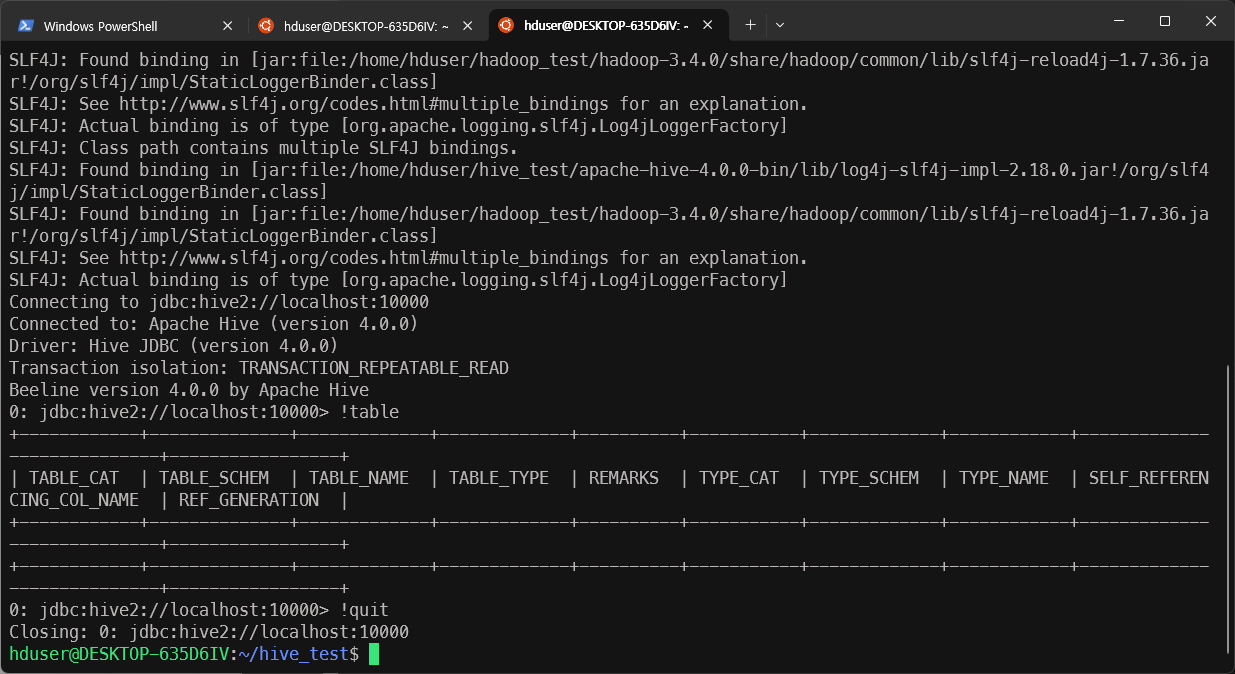 Windows PowerShell
hduser@DESKTOP-635D6IV: ~
hduser@DESKTOP-635D6IV: ~
SLF4J: Found binding in [jar:file:/home/hduser/hadoop_test/hadoop-3.4.0/share/hadoop/common/lib/slf4j-reload4j-1.7.36.ja
r!/org/slf4j/impl/StaticLoggerBinder.class]
SLF4J: See http://www.slf4j.org/codes.html#multiple_bindings for an explanation.
SLF4J: Actual binding is of type [org.apache.logging.slf4j.Log4jLoggerFactory]
SLF4J: Class path contains multiple SLF4J bindings.
SLF4J: Found binding in [jar:file:/home/hduser/hive_test/apache-hive-4.0.0-bin/lib/log4j-slf4j-impl-2.18.0.jar!/org/slf4
j/impl/StaticLoggerBinder.class]
SLF4J: Found binding in [jar:file:/home/hduser/hadoop_test/hadoop-3.4.0/share/hadoop/common/lib/slf4j-reload4j-1.7.36.ja
r!/org/slf4j/impl/StaticLoggerBinder.class]
SLF4J: See http://www.slf4j.org/codes.html#multiple_bindings for an explanation.
SLF4J: Actual binding is of type [org.apache.logging.slf4j.Log4jLoggerFactory]
Connecting to jdbc:hive2://localhost:10000
Connected to: Apache Hive (version 4.0.0)
Driver: Hive JDBC (version 4.0.0)
Transaction isolation: TRANSACTION_REPEATABLE_READ
Beeline version 4.0.0 by Apache Hive
0: jdbc:hive2://localhost:10000> !table
+------------+--------------+-------------+-------------+----------+-----------+-------------+------------+-------------
---------------+-----------------+
| TABLE_CAT  | TABLE_SCHEM  | TABLE_NAME  | TABLE_TYPE  | REMARKS  | TYPE_CAT  | TYPE_SCHEM  | TYPE_NAME  | SELF_REFEREN
CING_COL_NAME  | REF_GENERATION  |
+------------+--------------+-------------+-------------+----------+-----------+-------------+------------+-------------
---------------+-----------------+
+------------+--------------+-------------+-------------+----------+-----------+-------------+------------+-------------
---------------+-----------------+
0: jdbc:hive2://localhost:10000> !quit
Closing: 0: jdbc:hive2://localhost:10000
hduser@DESKTOP-635D6IV:~/hive_test$